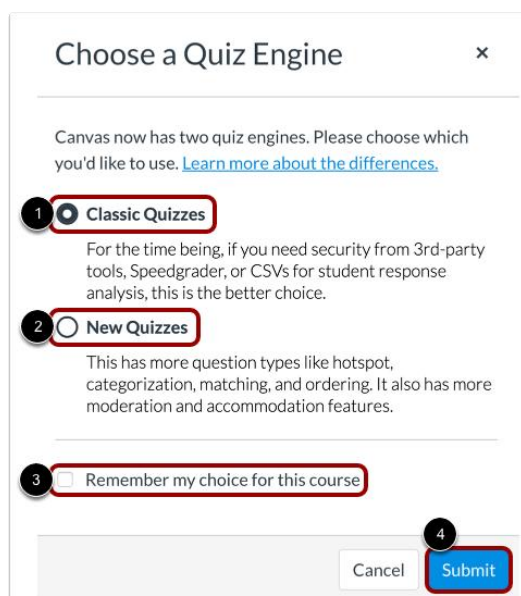 Choose a Quiz Engine ×
Canvas now has two quiz engines. Please choose which
you'd like to use. Learn more about the differences.
1 Classic Quizzes
For the time being, if you need security from 3rd-party
tools, Speedgrader, or CSVs for student response
analysis, this is the better choice.
2 New Quizzes
This has more question types like hotspot,
categorization, matching, and ordering. It also has more
moderation and accommodation features.
3 Remember my choice for this course
4
Cancel Submit